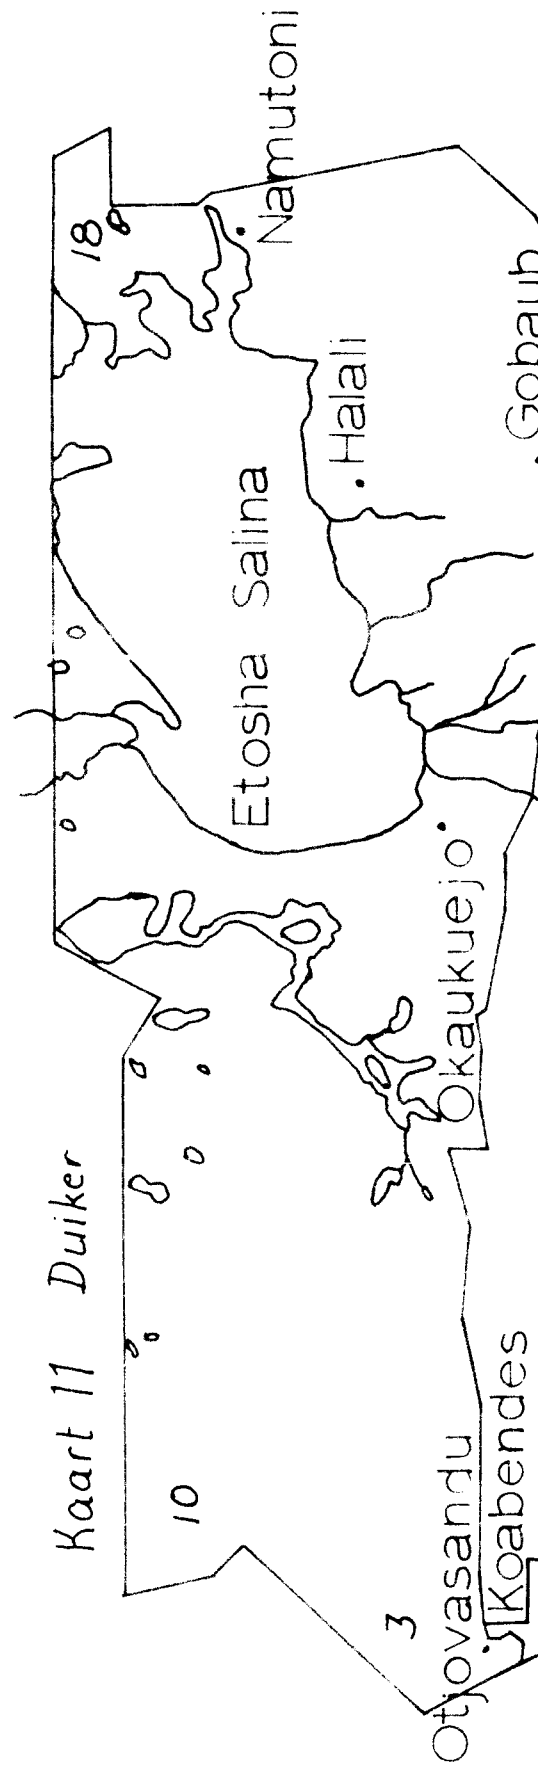 Kaart 11 Duiker
18
10
3
Namutoni
Etosha Salina
Halali
Gobaub
Okaukuejo
Otjovasandu
Koabendes